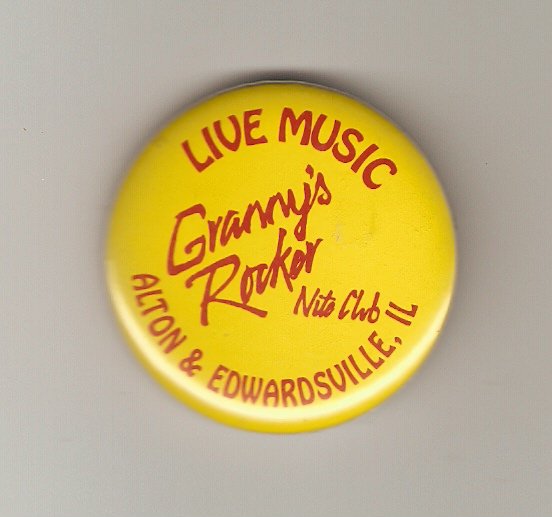 LIVE MUSIC
Granny's
Rocker
Nite Club
ALTON & EDWARDSVILLE, IL